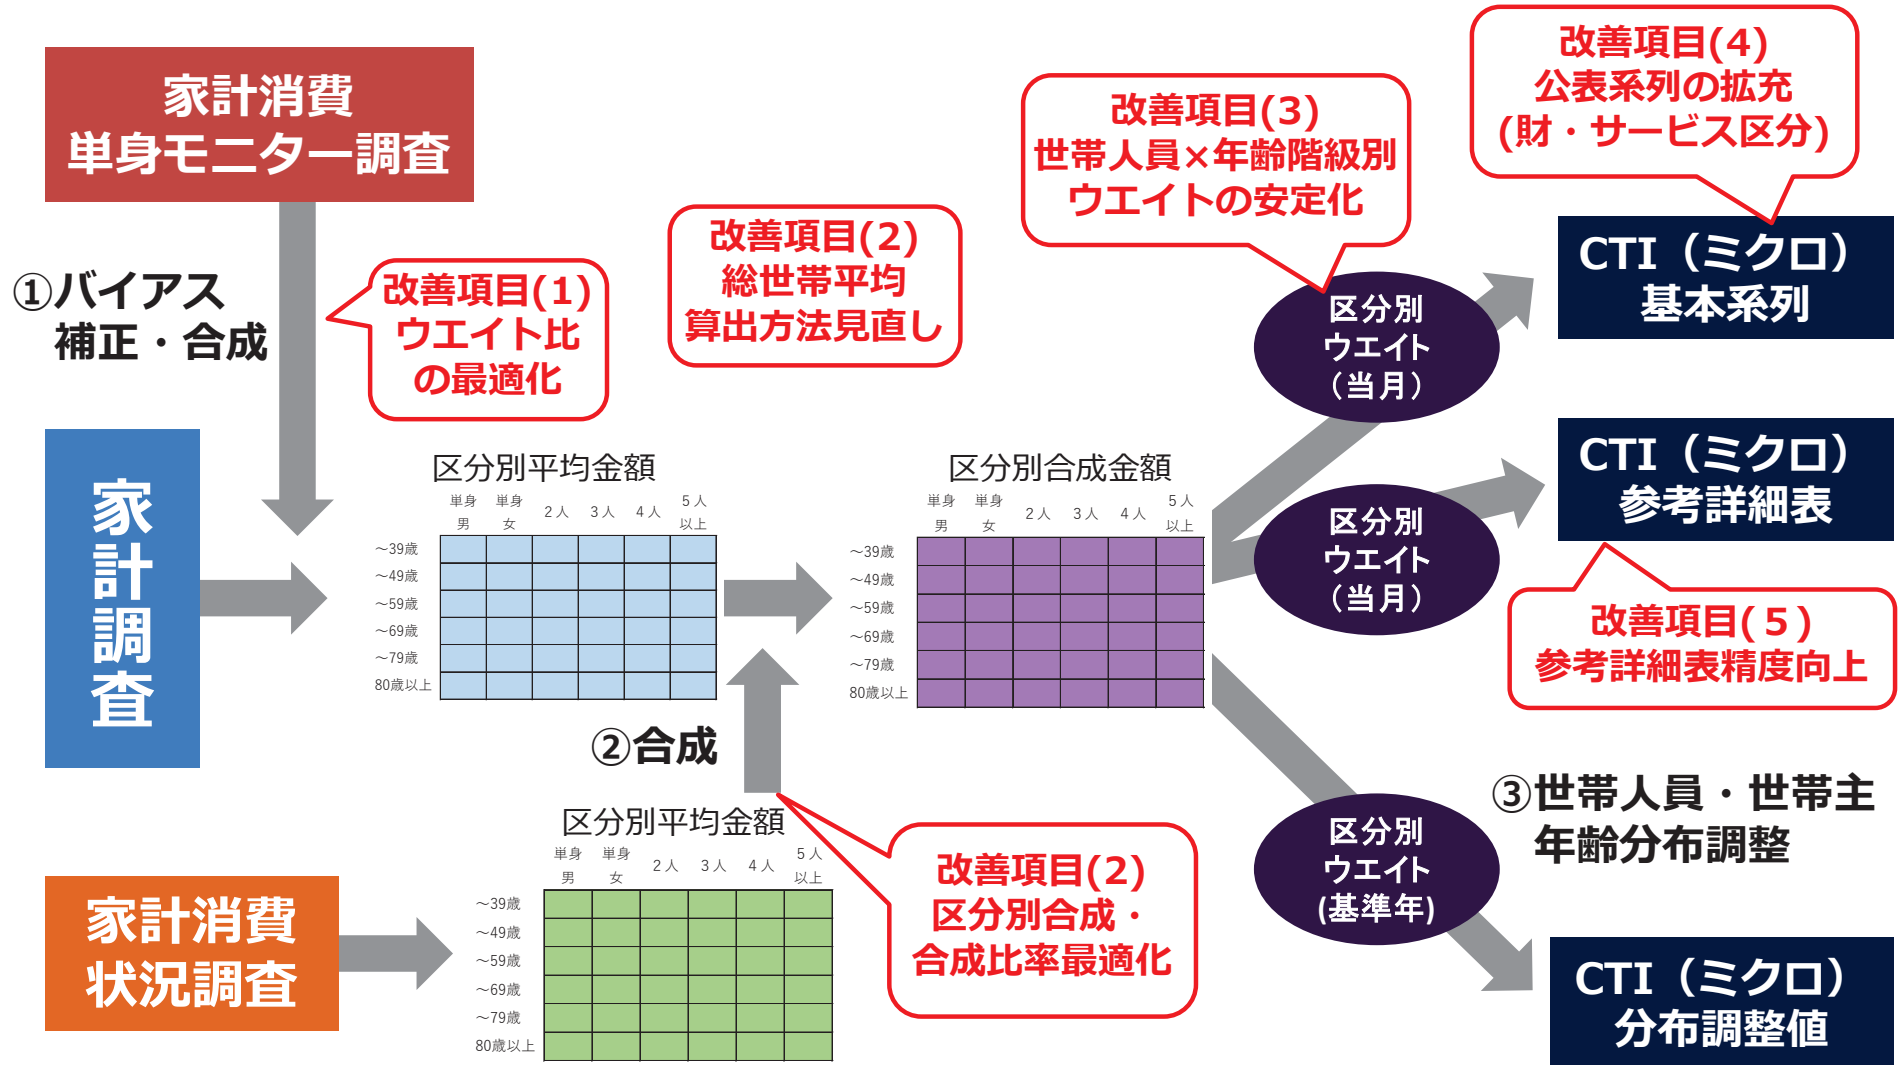 家計消費
単身モニター調査
①バイアス
補正・合成
改善項目(1)
ウエイト比
の最適化
改善項目(2)
総世帯平均
算出方法見直し
改善項目(3)
世帯人員×年齢階級別
ウエイトの安定化
改善項目(4)
公表系列の拡充
(財・サービス区分)
区分別
ウエイト
（当月）
CTI（ミクロ）
基本系列
家計調査
区分別平均金額
単身 単身 2人 3人 4人 5人
男 女 以上
～39歳
～49歳
～59歳
～69歳
～79歳
80歳以上
区分別合成金額
単身 単身 2人 3人 4人 5人
男 女 以上
～39歳
～49歳
～59歳
～69歳
～79歳
80歳以上
区分別
ウエイト
（当月）
CTI（ミクロ）
参考詳細表
改善項目(５)
参考詳細表精度向上
②合成
家計消費
状況調査
区分別平均金額
単身 単身 2人 3人 4人 5人
男 女 以上
～39歳
～49歳
～59歳
～69歳
～79歳
80歳以上
改善項目(2)
区分別合成・
合成比率最適化
区分別
ウエイト
(基準年)
③世帯人員・世帯主
年齢分布調整
CTI（ミクロ）
分布調整値